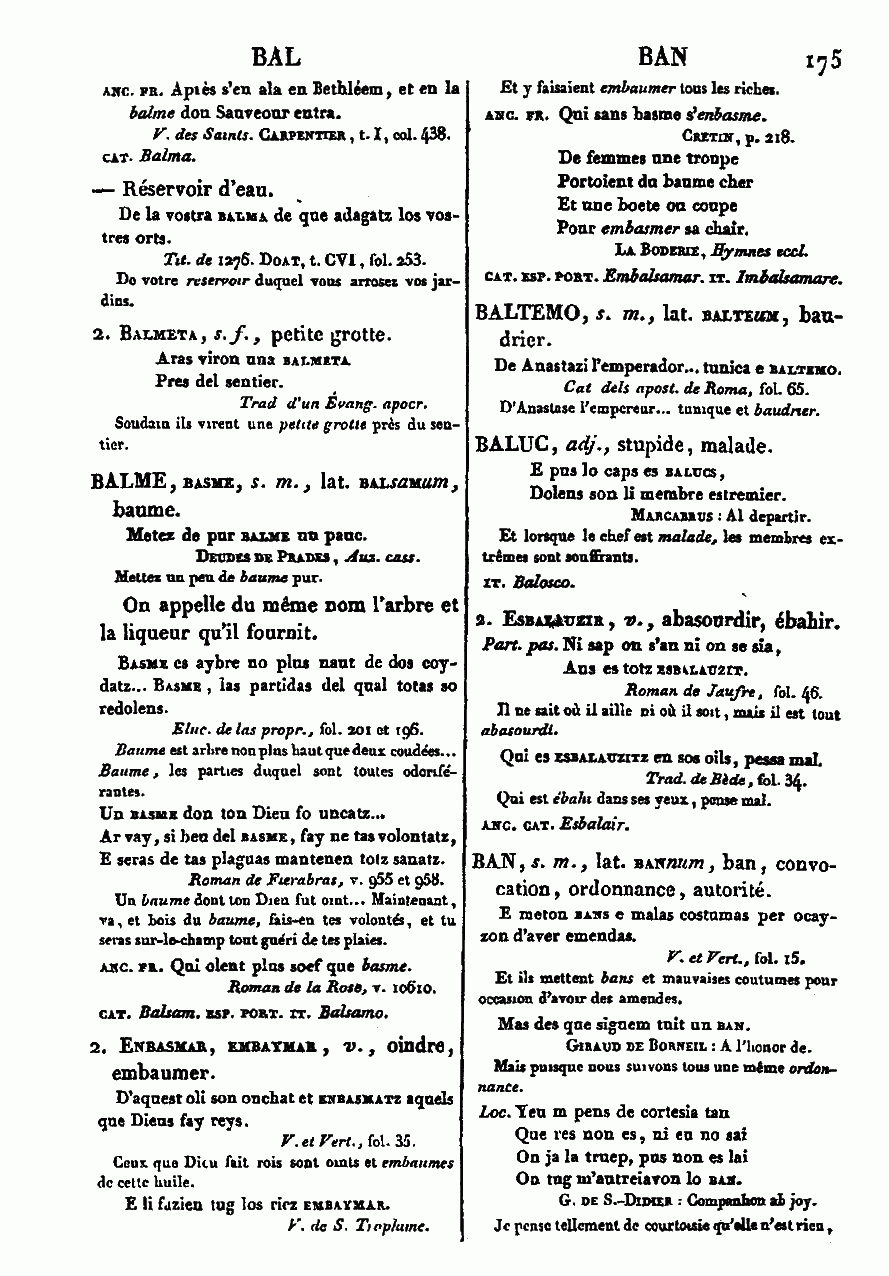 BAL
BAN
175
ANC. FR. Après s'en ala en Bethléem, et en la
balme dou Sauveour entra.
V. des Saints. CARPENTIER, t. I, col. 438.
CAT. Balma.
— Réservoir d'eau.
De la vostra BALMA de que adagatz los vos-
tres orts.
Tit. de 1276. DOAT, t. CVI, fol. 253.
De votre reservoir duquel vous arrosez vos jar-
dins.
2. BALMETA, s. f., petite grotte.
Aras viron una BALMETA
Pres del sentier.
Trad d'un Évang. apocr.
Soudain ils virent une petite grotte près du sen-
tier.
BALME, BASME, s. m., lat. BALsaMum,
baume.
Metez de pur BALME un pauc.
DEUDES DE PRADES, Aus. cass.
Mettez un peu de baume pur.
On appelle du même nom l'arbre et
la liqueur qu'il fournit.
BASME es aybre no plus naut de dos coy-
datz... BASME, las partidas del qual totas so
redolens.
Eluc. de las propr., fol. 201 et 196.
Baume est arbre non plus haut que deux coudées...
Baume, les parties duquel sont toutes odorifé-
rantes.
Un BASME don ton Dieu fo uncatz...
Ar vay, si beu del BASME, fay ne tas volontatz,
E seras de tas plaguas mantenen totz sanatz.
Roman de Fierabras, v. 955 et 958.
Un baume dont ton Dieu fut oint... Maintenant,
va, et bois du baume, fais-en tes volontés, et tu
seras sur-le-champ tout guéri de tes plaies.
ANC. FR. Qui olent plus soef que basme.
Roman de la Rose, v. 10610.
CAT. Balsam. ESP. PORT. IT. Balsamo.
2. ENBASMAR, EMBAYMAR, v., oindre,
embaumer.
D'aquest oli son onchat et ENBASMATZ aquels
que Dieus fay reys.
V. et Vert., fol. 35.
Ceux que Dieu fait rois sont oints et embaumes
de cette huile.
E li fazien tug los ricz EMBAYMAR.
V. de S. Trophime.
Et y faisaient embaumer tous les riches.
ANC. FR. Qui sans basme s'enbasme.
CRETIN, p. 218.
De femmes une troupe
Portoient du baume cher
Et une boete ou coupe
Pour embasmer sa chair.
LA BODERIE, Hymnes eccl.
CAT. ESP. PORT. Embalsamar. IT. Imbalsamare.
BALTEMO, s. m., lat. BALTEuM, bau-
drier.
De Anastazi l'emperador... tunica e BALTEMO.
Cat dels apost. de Roma, fol. 65.
D'Anastase l'empereur... tunique et baudrier.
BALUC, adj., stupide, malade.
E pus lo caps es BALUCS,
Dolens son li membre estremier.
MARCABRUS : Al departir.
Et lorsque le chef est malade, les membres ex-
trêmes sont souffrants.
IT. Balosco.
2. ESBALAUZIR, v., abasourdir, ébahir.
Part. pas. Ni sap on s'an ni on se sia,
Ans es totz ESBALAUZIT.
Roman de Jaufre, fol. 46.
Il ne sait où il aille ni où il soit, mais il est tout
abasourdi.
Qui es ESBALAUZITZ en sos oils, pessa mal.
Trad. de Bède, fol. 34.
Qui est ébahi dans ses yeux, pense mal.
ANC. CAT. Esbalair.
BAN, s. m., lat. BANnum, ban, convo-
cation, ordonnance, autorité.
E meton BANS e malas costumas per ocay-
zon d'aver emendas.
V. et Vert., fol. 15.
Et ils mettent bans et mauvaises coutumes pour
occasion d'avoir des amendes.
Mas des que siguem tuit un BAN.
GIRAUD DE BORNEIL : A l'honor de.
Mais puisque nous suivons tous une même ordon-
nance.
Loc. Yeu m pens de cortesia tan
Que res non es, ni eu no sai
On ja la truep, pus non es lai
On tug m'autreiavon lo BAN.
G. DE S.-DIDIER : Companhon ab joy.
Je pense tellement de courtoisie qu'elle n'est rien,